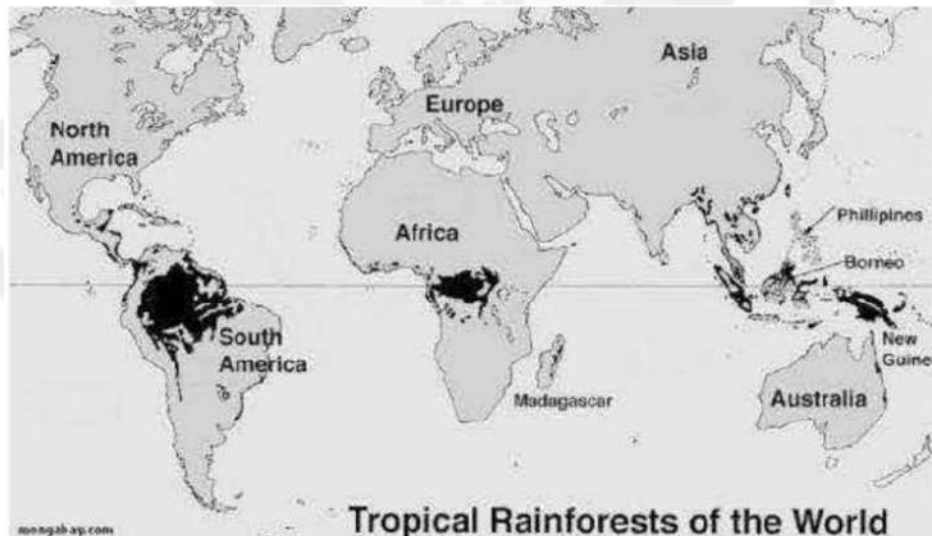 Asia
Europe
North
America
Phillipines
Africa
Borneo
South
America
New
Guine
Madagascar
Australia
mongabay.com
Tropical Rainforests of the World